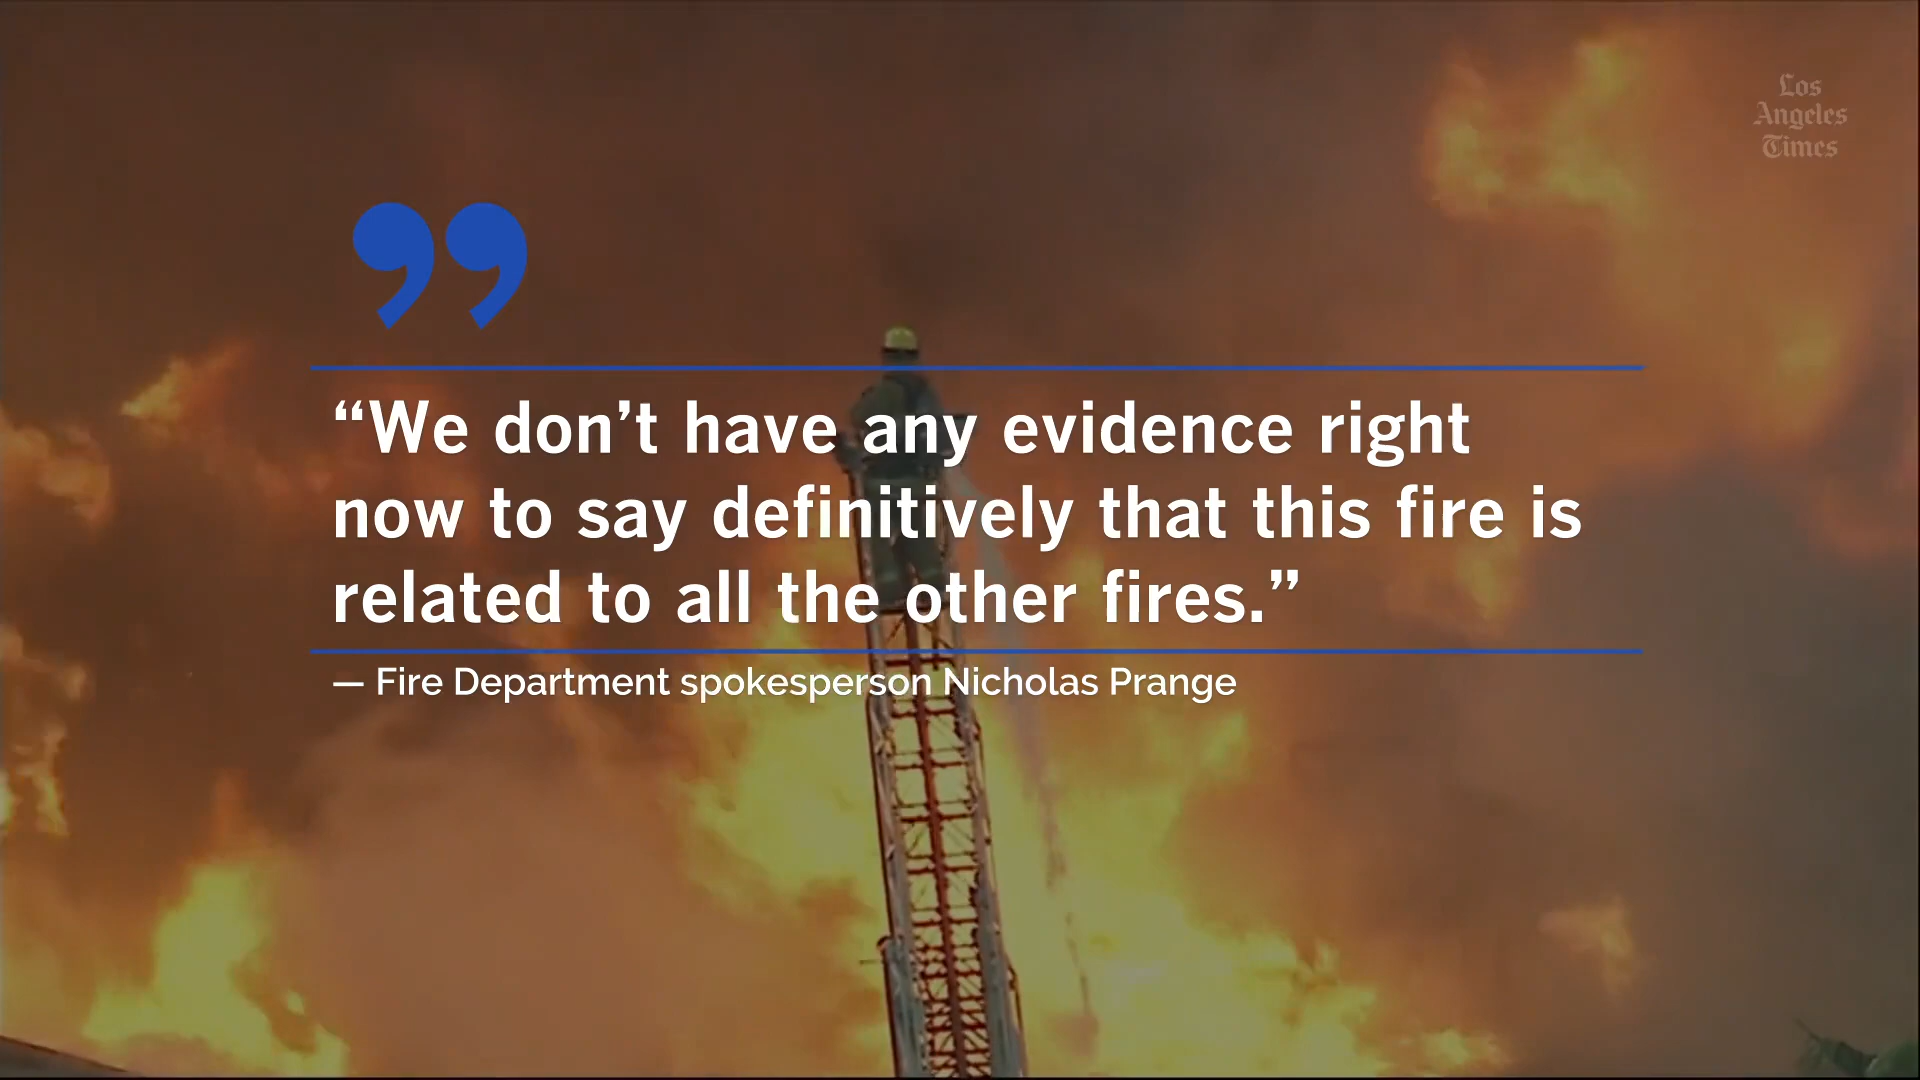 Los
Angeles
Times
”
“We don’t have any evidence right
now to say definitively that this fire is
related to all the other fires.”
— Fire Department spokesperson Nicholas Prange